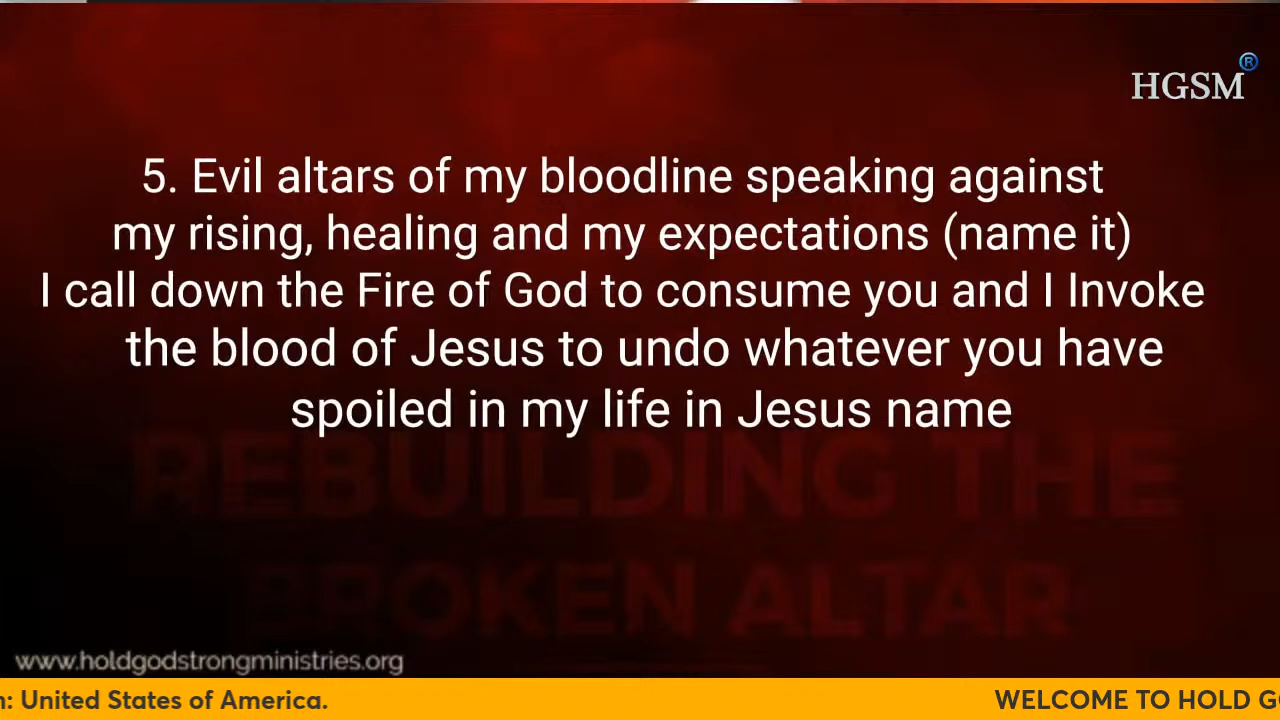 HGSM®
5. Evil altars of my bloodline speaking against
my rising, healing and my expectations (name it)
I call down the Fire of God to consume you and I Invoke
the blood of Jesus to undo whatever you have
spoiled in my life in Jesus name
REBUILDING THE
BROKEN ALTAR
www.holdgodstrongministries.org
: United States of America.
WELCOME TO HOLD